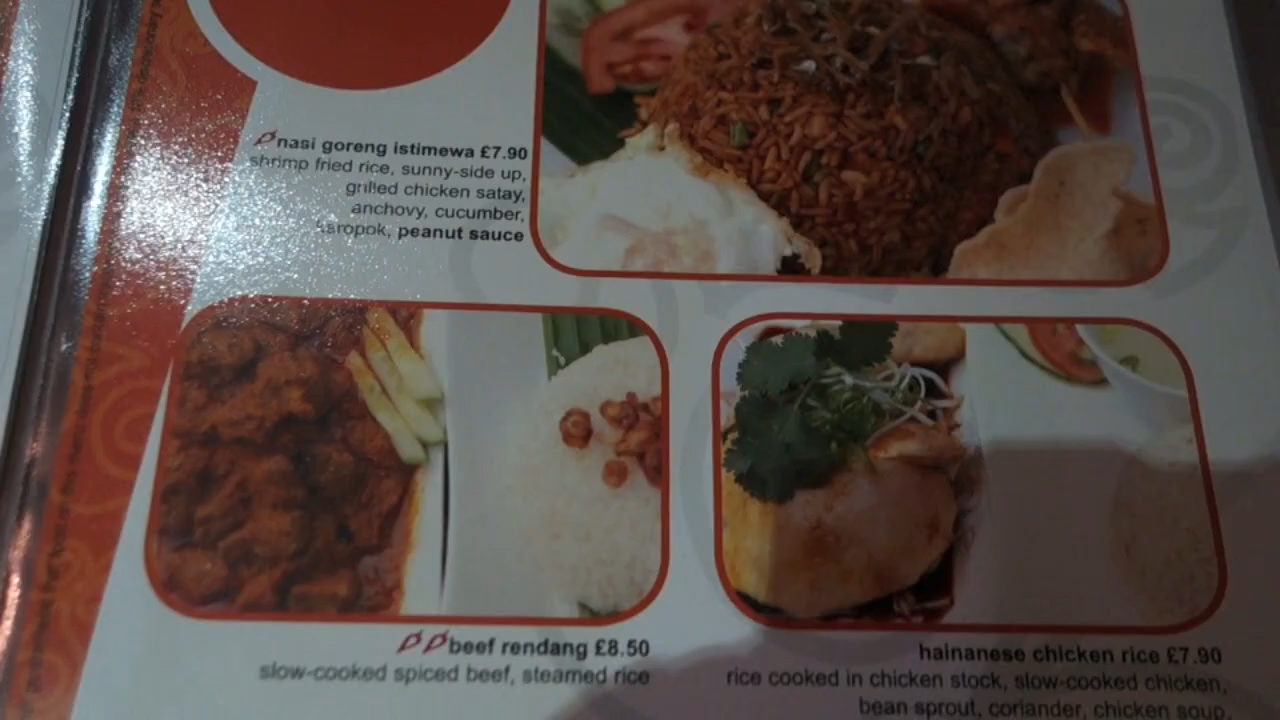 nasi goreng istimewa £7.90
shrimp fried rice, sunny-side up,
grilled chicken satay,
anchovy, cucumber,
keropok, peanut sauce
beef rendang £8.50
slow-cooked spiced beef, steamed rice
hainanese chicken rice £7.90
rice cooked in chicken stock, slow-cooked chicken,
bean sprout, coriander, chicken soup